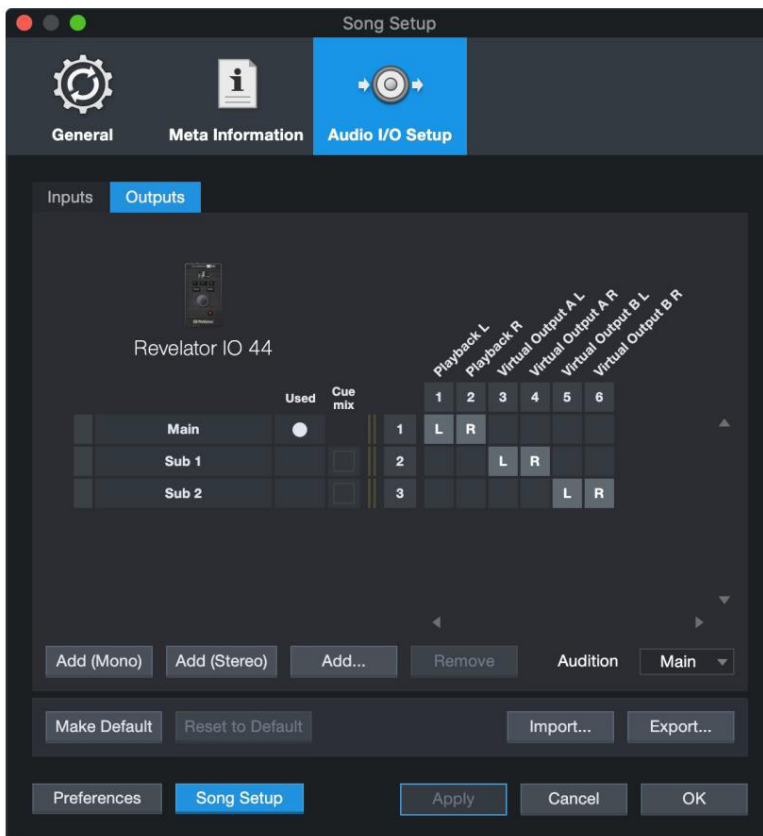 Song Setup
General
Meta Information
Audio I/O Setup
Inputs
Outputs
Revelator IO 44
Playback L
Playback R
Virtual Output A L
Virtual Output A R
Virtual Output B L
Virtual Output B R
Used
Cue
mix
1 2 3 4 5 6
Main 1 L R
Sub 1 2 L R
Sub 2 3 L R
Add (Mono) Add (Stereo) Add... Remove Audition Main
Make Default Reset to Default Import... Export...
Preferences Song Setup Apply Cancel OK